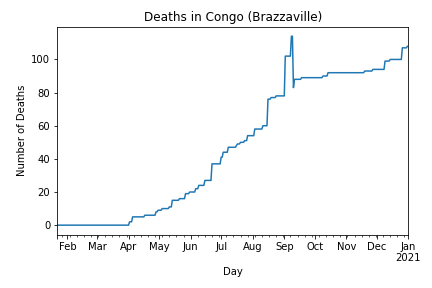 Deaths in Congo (Brazzaville)
100
80
60
40
20
0
Number of Deaths
Feb Mar Apr May Jun Jul Aug Sep Oct Nov Dec Jan
2021
Day